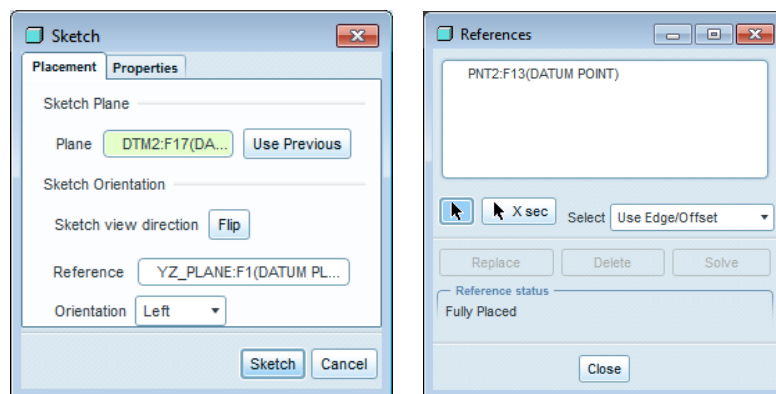 Sketch
Placement Properties
Sketch Plane
Plane DTM2:F17(DA... Use Previous
Sketch Orientation
Sketch view direction Flip
Reference YZ_PLANE:F1(DATUM PL...
Orientation Left
Sketch Cancel
References
PNT2:F13(DATUM POINT)
X sec Select Use Edge/Offset
Replace Delete Solve
Reference status
Fully Placed
Close